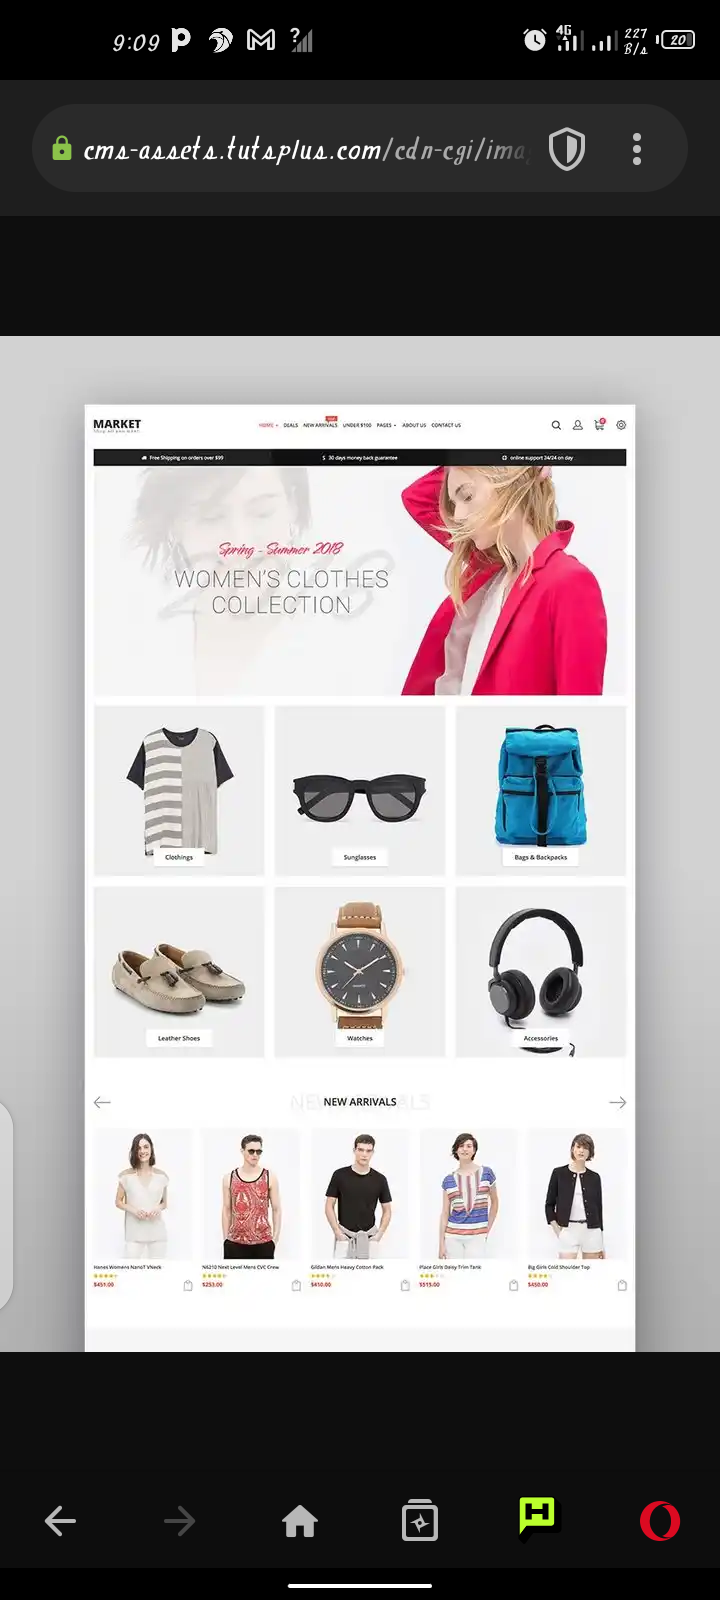 9:09
4G
227
B/s
20
cms-assets.tutsplus.com/cdn-cgi/ima
MARKET
HOME DEALS NEW ARRIVALS UNDER $100 PAGES ABOUT US CONTACT US
Free Shipping on orders over $99
$ 30 days money back guarantee
online support 24/24 on day
Spring - Summer 2018
2018
WOMEN'S CLOTHES
COLLECTION
Clothings
Sunglasses
Bags & Backpacks
Leather Shoes
Watches
Accessories
NEW ARRIVALS
Hanes Womens NanoT VNeck
N6210 Next Level Mens CVC Crew
Gildan Mens Heavy Cotton Pack
Place Girls Daisy Trim Tank
Big Girls Cold Shoulder Top
$451.00
$253.00
$410.00
$515.00
$450.00